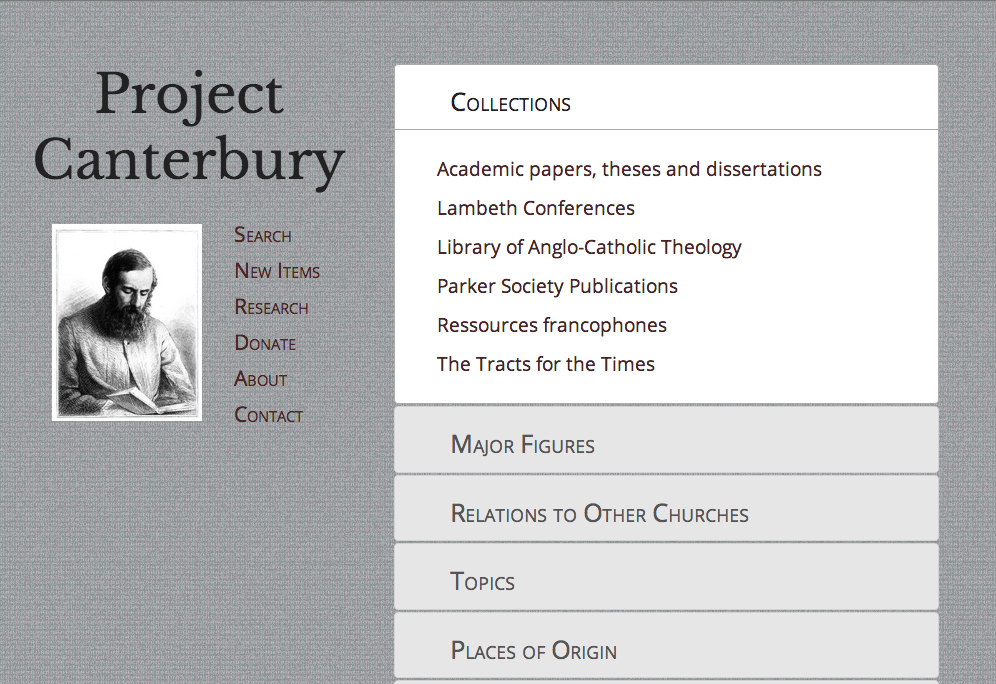 Project
Canterbury
Search
New Items
Research
Donate
About
Contact
Collections
Academic papers, theses and dissertations
Lambeth Conferences
Library of Anglo-Catholic Theology
Parker Society Publications
Ressources francophones
The Tracts for the Times
Major Figures
Relations to Other Churches
Topics
Places of Origin